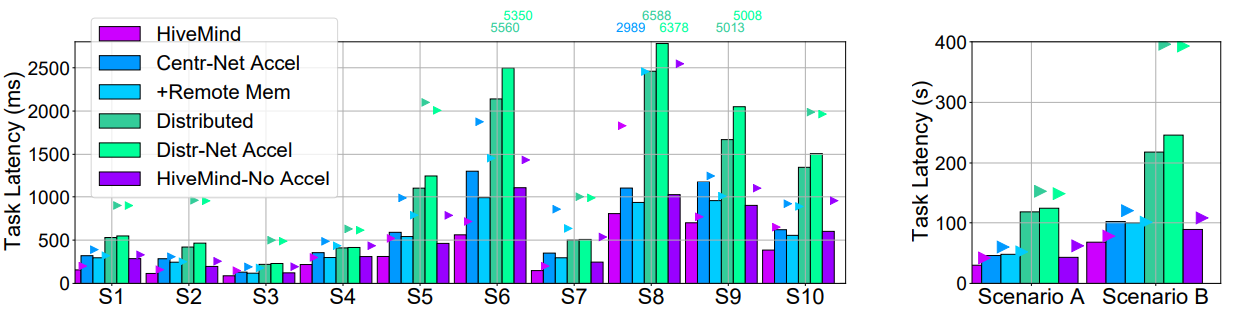 5350 6588 5008
5560 2989 6378 5013
Task Latency (ms)
2500
2000
1500
1000
500
0
HiveMind
Centr-Net Accel
+Remote Mem
Distributed
Distr-Net Accel
HiveMind-No Accel
S1 S2 S3 S4 S5 S6 S7 S8 S9 S10
Task Latency (s)
400
300
200
100
0
Scenario A Scenario B